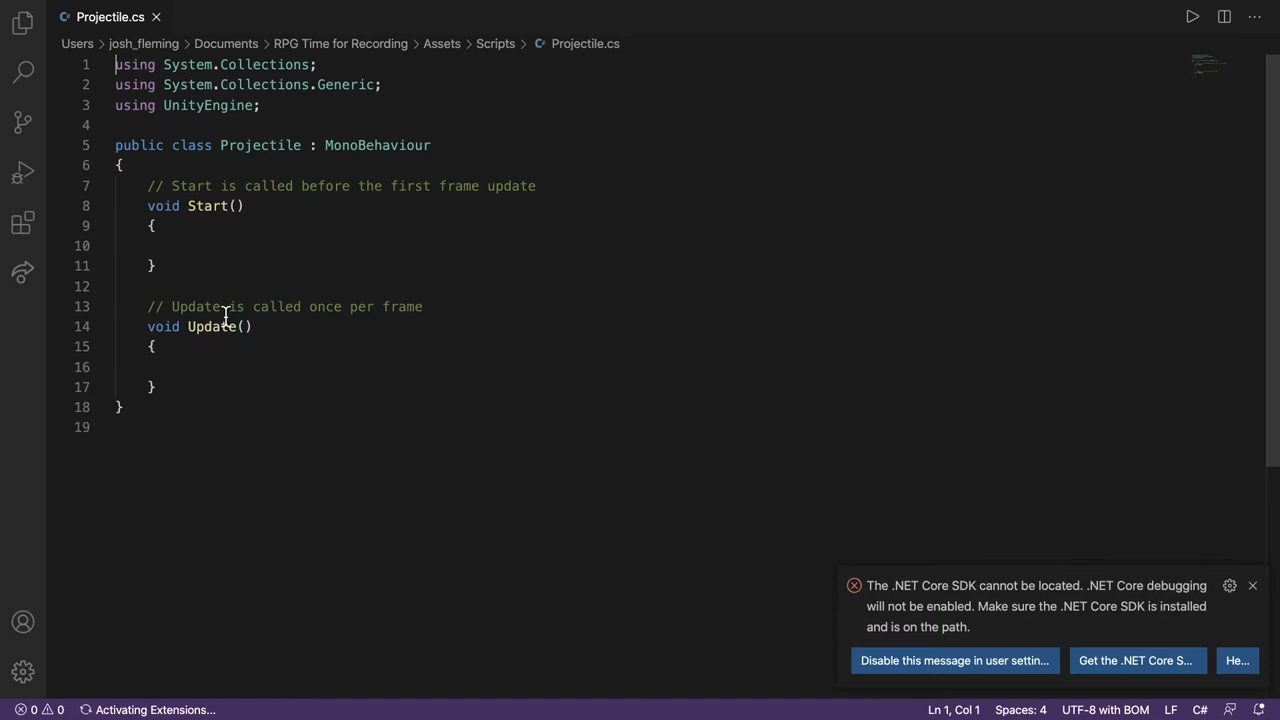 Projectile.cs
Users > josh_fleming > Documents > RPG Time for Recording > Assets > Scripts > Projectile.cs
1 using System.Collections;
2 using System.Collections.Generic;
3 using UnityEngine;
4
5 public class Projectile : MonoBehaviour
6 {
7 // Start is called before the first frame update
8 void Start()
9 {
10
11 }
12
13 // Update is called once per frame
14 void Update()
15 {
16
17 }
18 }
19
The .NET Core SDK cannot be located. .NET Core debugging
will not be enabled. Make sure the .NET Core SDK is installed
and is on the path.
Disable this message in user settin... Get the .NET Core S... He...
0 0 Activating Extensions... Ln 1, Col 1 Spaces: 4 UTF-8 with BOM LF C#